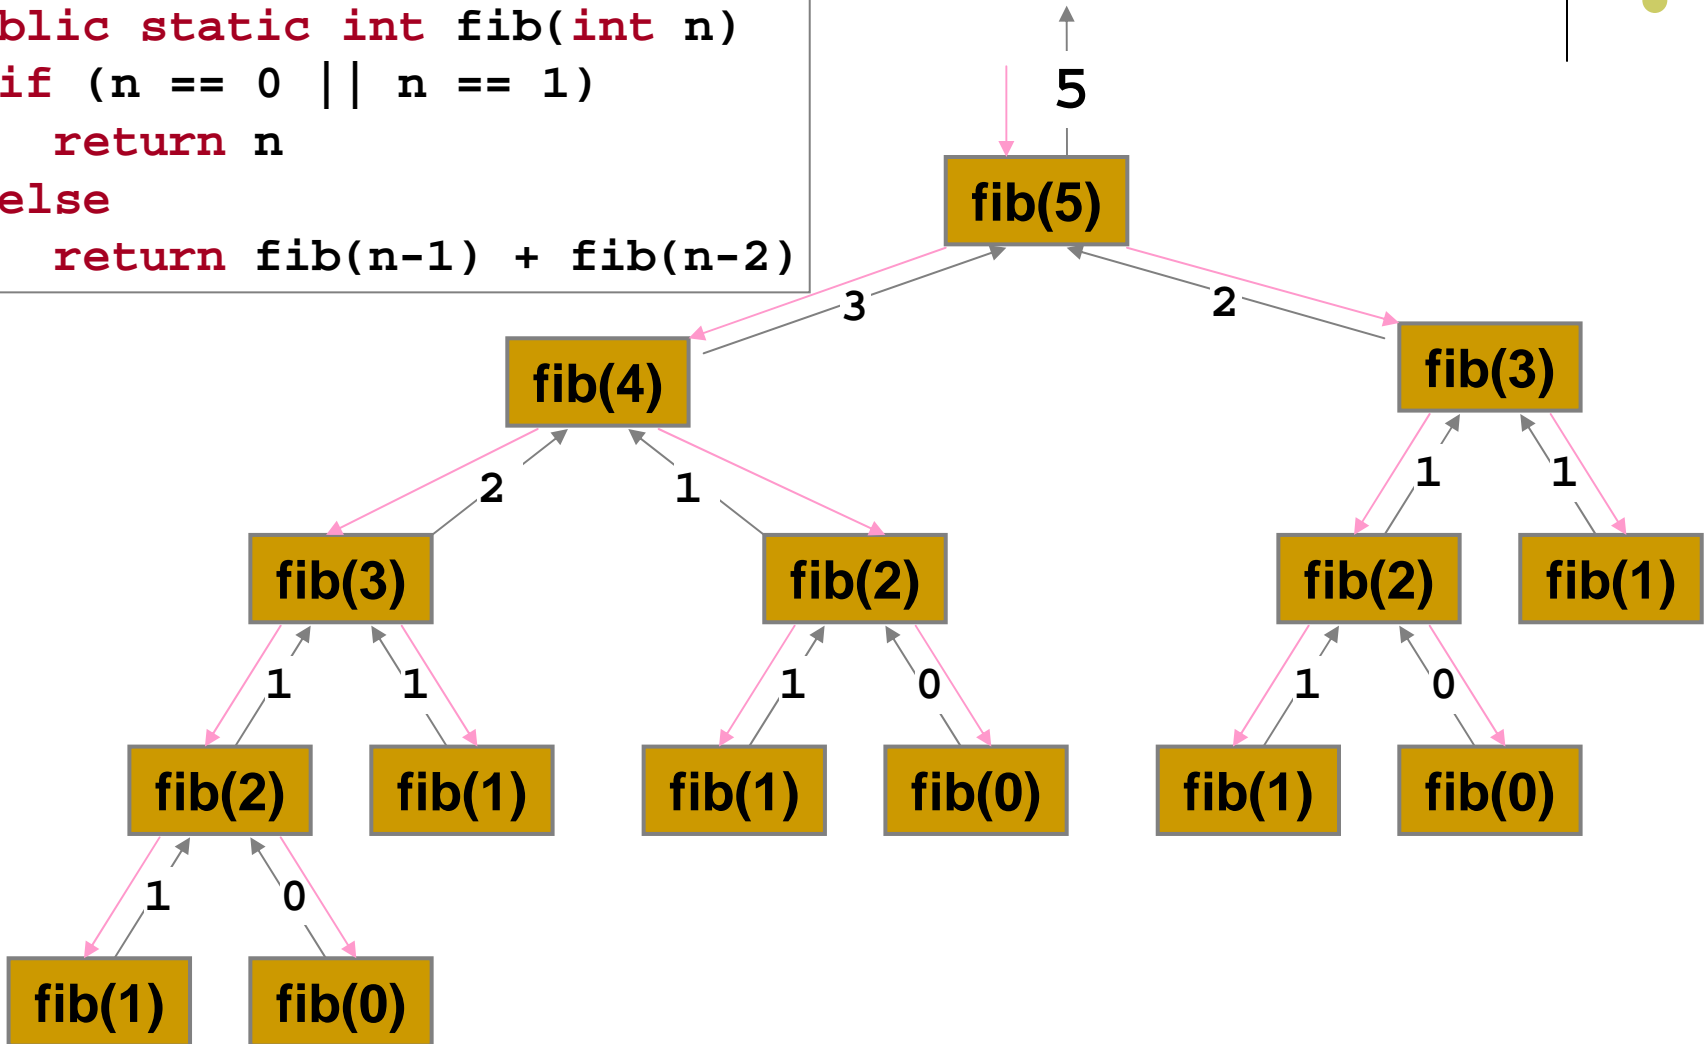 blic static int fib(int n)
if (n == 0 || n == 1)
return n
else
return fib(n-1) + fib(n-2)
5
fib(5)
3 2
fib(4) fib(3)
2 1 1 1
fib(3) fib(2) fib(2) fib(1)
1 1 1 0 1 0
fib(2) fib(1) fib(1) fib(0) fib(1) fib(0)
1 0
fib(1) fib(0)